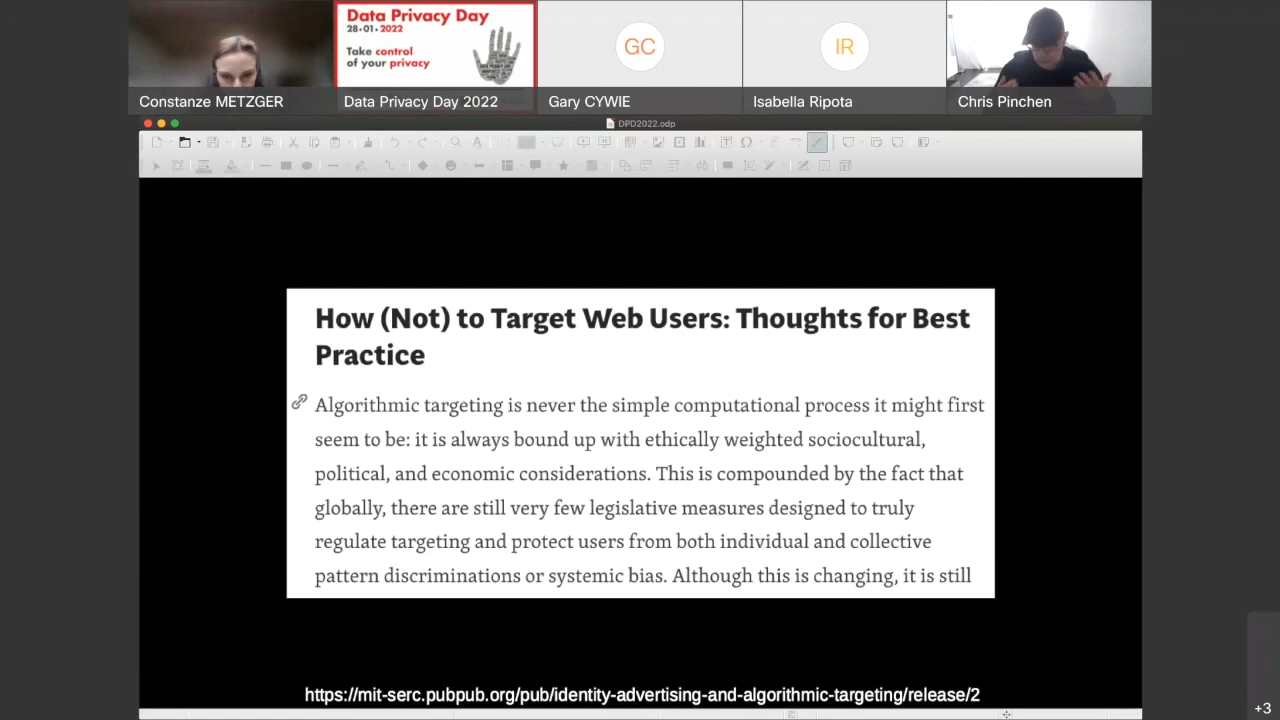 Data Privacy Day
28•01•2022
Take control
of your privacy
GC
IR
Constanze METZGER
Data Privacy Day 2022
Gary CYWIE
Isabella Ripota
Chris Pinchen
DPD2022.odp
How (Not) to Target Web Users: Thoughts for Best
Practice
Algorithmic targeting is never the simple computational process it might first
seem to be: it is always bound up with ethically weighted sociocultural,
political, and economic considerations. This is compounded by the fact that
globally, there are still very few legislative measures designed to truly
regulate targeting and protect users from both individual and collective
pattern discriminations or systemic bias. Although this is changing, it is still
https://mit-serc.pubpub.org/pub/identity-advertising-and-algorithmic-targeting/release/2
+3